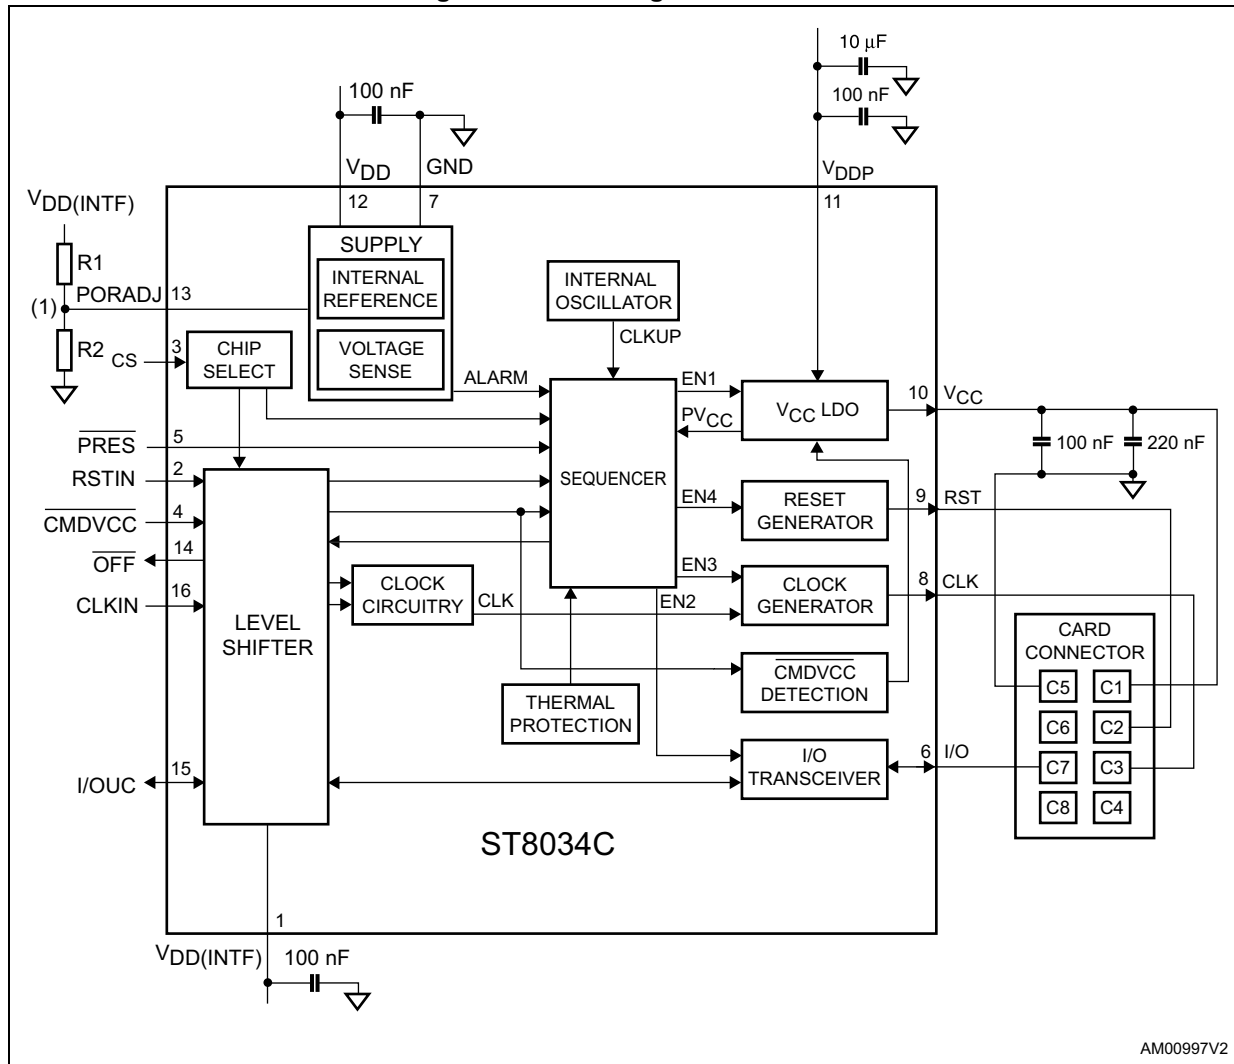 10 µF
100 nF
100 nF
VDD
GND
VDDP
12
7
11
VDD(INTF)
R1
(1)
PORADJ
13
R2
SUPPLY
INTERNAL
REFERENCE
VOLTAGE
SENSE
INTERNAL
OSCILLATOR
CLKUP
CS
3
CHIP
SELECT
ALARM
EN1
VCC LDO
PVCC
10
VCC
100 nF
220 nF
PRES
5
RSTIN
2
CMDVCC
4
OFF
14
CLKIN
16
SEQUENCER
EN4
RESET
GENERATOR
9
RST
EN3
CLOCK
CIRCUITRY
CLK
EN2
CLOCK
GENERATOR
8
CLK
LEVEL
SHIFTER
CMDVCC
DETECTION
THERMAL
PROTECTION
CARD
CONNECTOR
C5
C1
C6
C2
C7
C3
C8
C4
I/OUC
15
I/O
TRANSCEIVER
6
I/O
ST8034C
1
VDD(INTF)
100 nF
AM00997V2